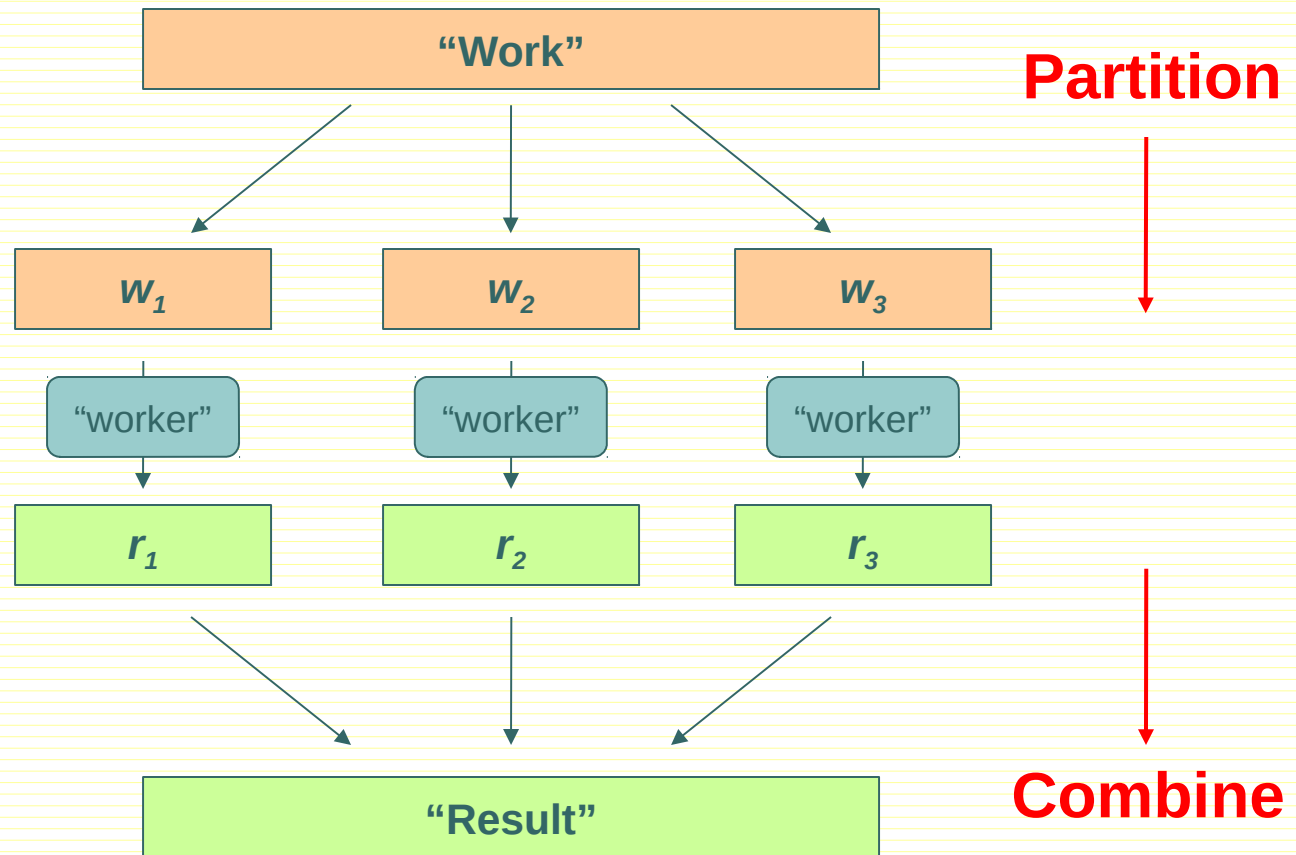 “Work”
Partition
w1
w2
w3
“worker”
“worker”
“worker”
r1
r2
r3
“Result”
Combine